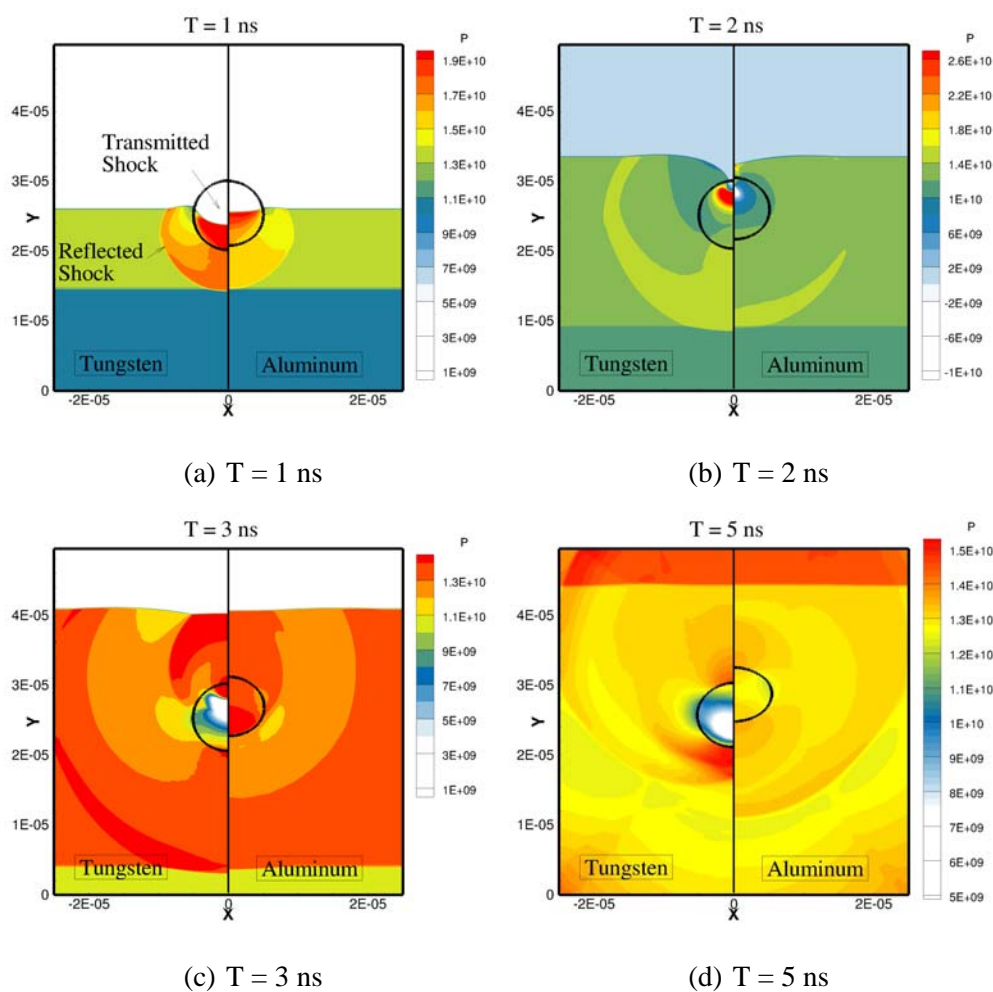 T = 1 ns
P
1.9E+10
1.7E+10
1.5E+10
1.3E+10
1.1E+10
9E+09
7E+09
5E+09
3E+09
1E+09
4E-05
3E-05
2E-05
1E-05
0
Y
Transmitted
Shock
Reflected
Shock
Tungsten
Aluminum
-2E-05
0
2E-05
X
(a) T = 1 ns
T = 2 ns
P
2.6E+10
2.2E+10
1.8E+10
1.4E+10
1E+10
6E+09
2E+09
-2E+09
-6E+09
-1E+10
4E-05
3E-05
2E-05
1E-05
0
Y
Tungsten
Aluminum
-2E-05
0
2E-05
X
(b) T = 2 ns
T = 3 ns
P
1.3E+10
1.1E+10
9E+09
7E+09
5E+09
3E+09
1E+09
4E-05
3E-05
2E-05
1E-05
0
Y
Tungsten
Aluminum
-2E-05
0
2E-05
X
(c) T = 3 ns
T = 5 ns
P
1.5E+10
1.4E+10
1.3E+10
1.2E+10
1.1E+10
1E+10
9E+09
8E+09
7E+09
6E+09
5E+09
4E-05
3E-05
2E-05
1E-05
0
Y
Tungsten
Aluminum
-2E-05
0
2E-05
X
(d) T = 5 ns